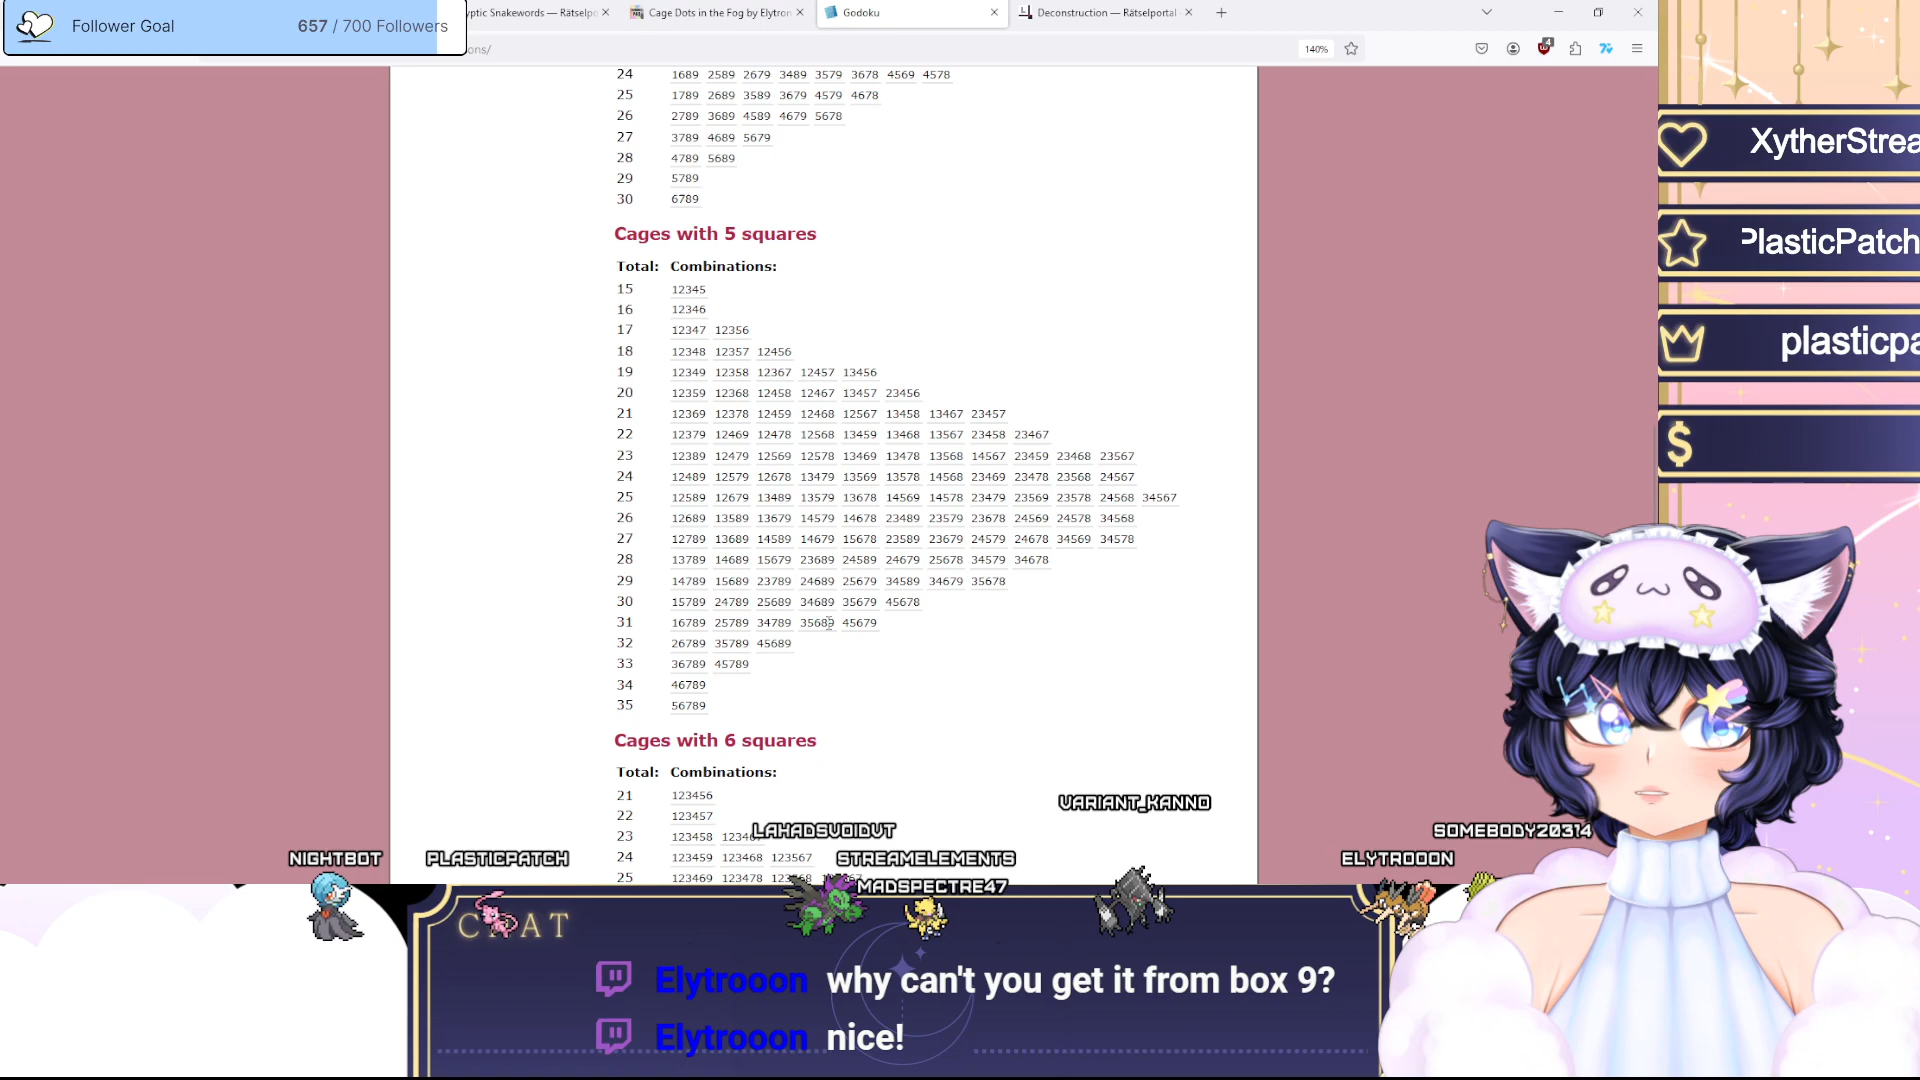 Follower Goal 657 / 700 Followers
yptic Snakewords — Rätselpo
Cage Dots in the Fog by Elytron
Godoku
Deconstruction — Rätselportal
ons/
140%
4
24 1689 2589 2679 3489 3579 3678 4569 4578
25 1789 2689 3589 3679 4579 4678
26 2789 3689 4589 4679 5678
27 3789 4689 5679
28 4789 5689
29 5789
30 6789
Cages with 5 squares
Total: Combinations:
15 12345
16 12346
17 12347 12356
18 12348 12357 12456
19 12349 12358 12367 12457 13456
20 12359 12368 12458 12467 13457 23456
21 12369 12378 12459 12468 12567 13458 13467 23457
22 12379 12469 12478 12568 13459 13468 13567 23458 23467
23 12389 12479 12569 12578 13469 13478 13568 14567 23459 23468 23567
24 12489 12579 12678 13479 13569 13578 14568 23469 23478 23568 24567
25 12589 12679 13489 13579 13678 14569 14578 23479 23569 23578 24568 34567
26 12689 13589 13679 14579 14678 23489 23579 23678 24569 24578 34568
27 12789 13689 14589 14679 15678 23589 23679 24579 24678 34569 34578
28 13789 14689 15679 23689 24589 24679 25678 34579 34678
29 14789 15689 23789 24689 25679 34589 34679 35678
30 15789 24789 25689 34689 35679 45678
31 16789 25789 34789 35689 45679
32 26789 35789 45689
33 36789 45789
34 46789
35 56789
Cages with 6 squares
Total: Combinations:
21 123456
22 123457
23 123458
24 123459 123468 123567
25 123469 123478
XytherStrea
PlasticPatch
plasticpa
$
NIGHTBOT
PLASTICPATCH
LAHADSVOIDVT
STREAMELEMENTS
MADSPECTRE47
VARIANT_KANNO
ELYTROOON
SOMEBODY20314
CHAT
Elytrooon why can't you get it from box 9?
Elytrooon nice!